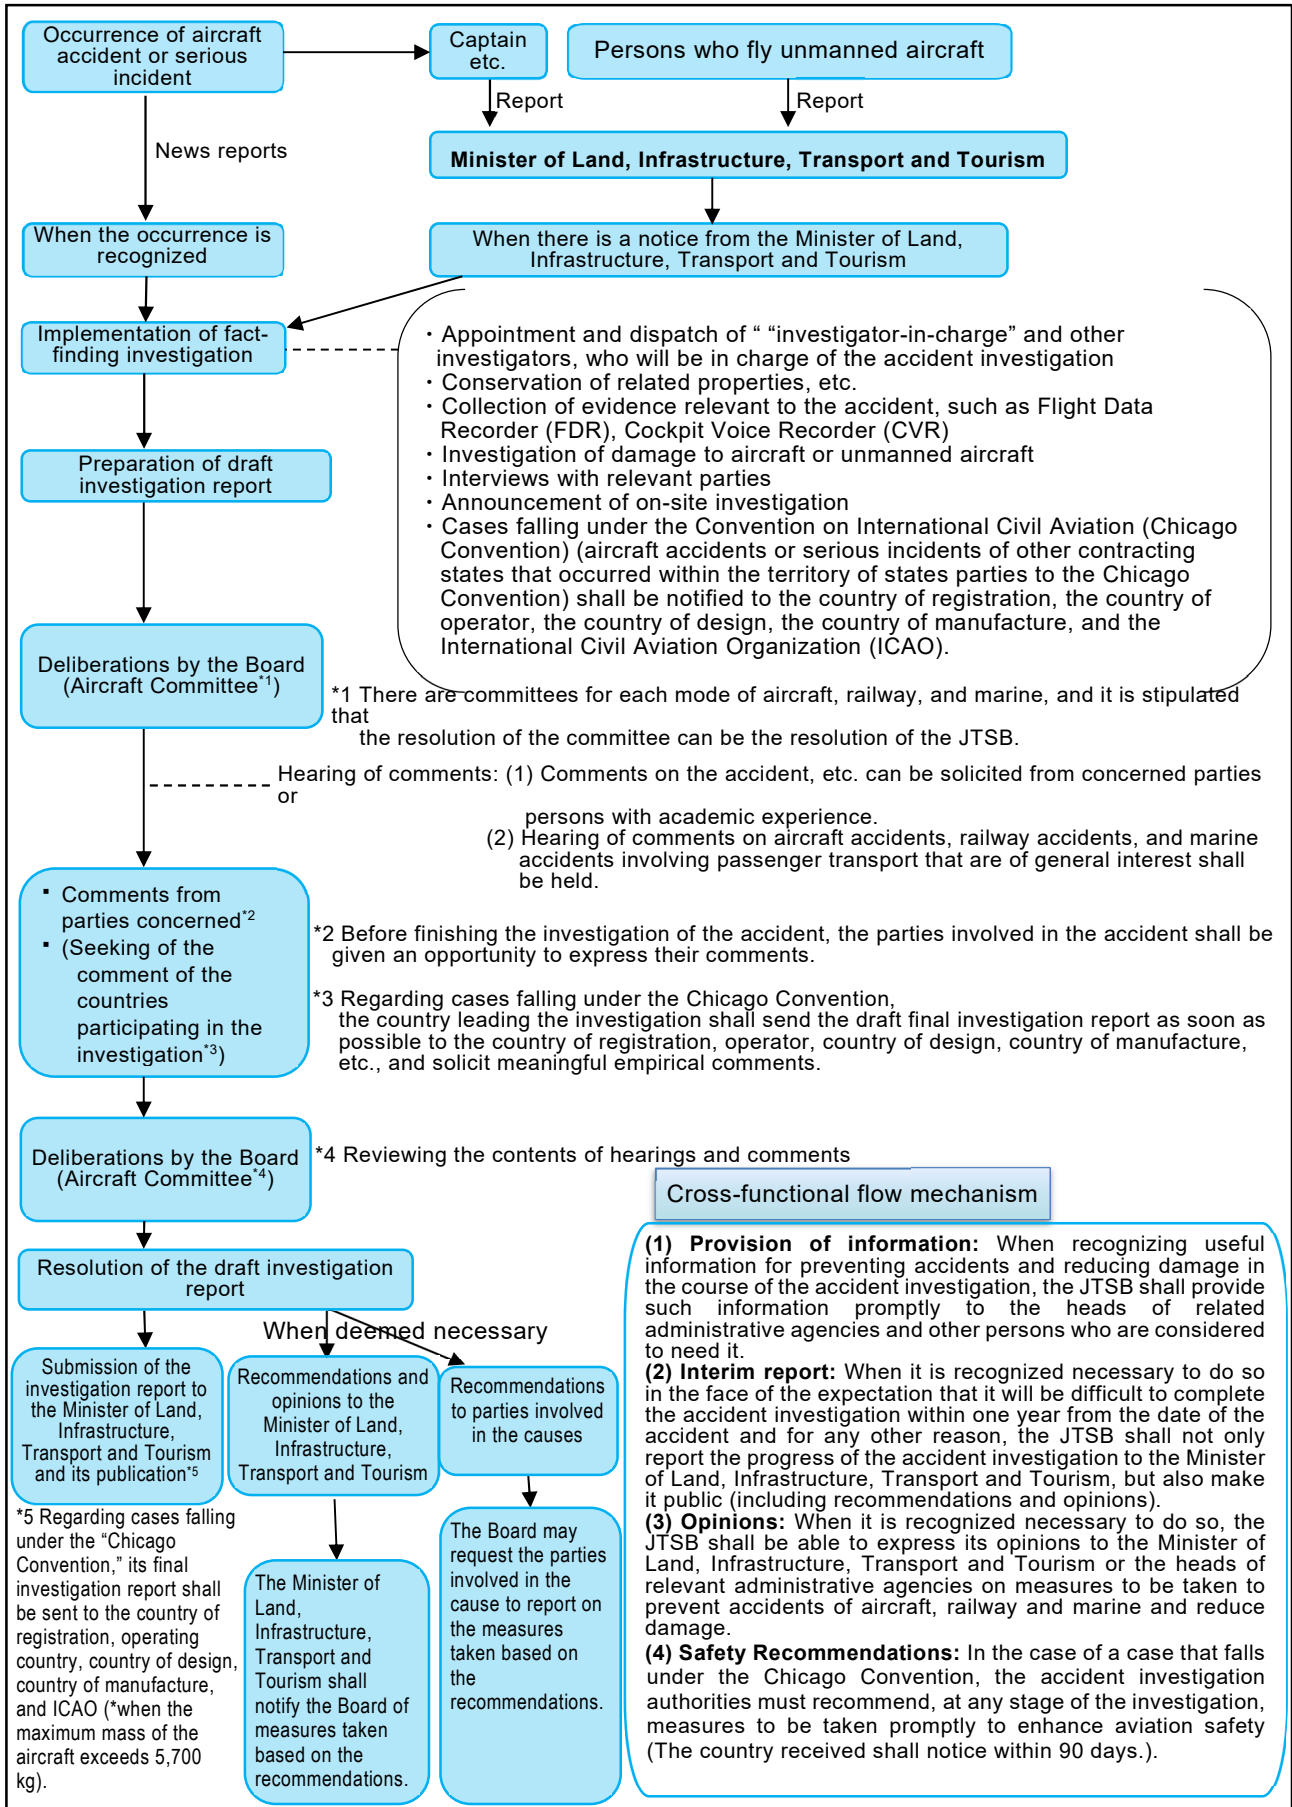 Occurrence of aircraft
accident or serious
incident
Captain
etc.
Persons who fly unmanned aircraft
Report
Report
News reports
Minister of Land, Infrastructure, Transport and Tourism
When the occurrence is
recognized
When there is a notice from the Minister of Land,
Infrastructure, Transport and Tourism
Implementation of fact-
finding investigation
・Appointment and dispatch of “ “investigator-in-charge” and other
investigators, who will be in charge of the accident investigation
・Conservation of related properties, etc.
・Collection of evidence relevant to the accident, such as Flight Data
Recorder (FDR), Cockpit Voice Recorder (CVR)
・Investigation of damage to aircraft or unmanned aircraft
・Interviews with relevant parties
・Announcement of on-site investigation
・Cases falling under the Convention on International Civil Aviation (Chicago
Convention) (aircraft accidents or serious incidents of other contracting
states that occurred within the territory of states parties to the Chicago
Convention) shall be notified to the country of registration, the country of
operator, the country of design, the country of manufacture, and the
International Civil Aviation Organization (ICAO).
Preparation of draft
investigation report
Deliberations by the Board
(Aircraft Committee*1)
*1 There are committees for each mode of aircraft, railway, and marine, and it is stipulated
that
the resolution of the committee can be the resolution of the JTSB.
Hearing of comments: (1) Comments on the accident, etc. can be solicited from concerned parties
or
persons with academic experience.
(2) Hearing of comments on aircraft accidents, railway accidents, and marine
accidents involving passenger transport that are of general interest shall
be held.
▪ Comments from
parties concerned*2
▪ (Seeking of the
comment of the
countries
participating in the
investigation*3)
*2 Before finishing the investigation of the accident, the parties involved in the accident shall be
given an opportunity to express their comments.
*3 Regarding cases falling under the Chicago Convention,
the country leading the investigation shall send the draft final investigation report as soon as
possible to the country of registration, operator, country of design, country of manufacture,
etc., and solicit meaningful empirical comments.
Deliberations by the Board
(Aircraft Committee*4)
*4 Reviewing the contents of hearings and comments
Resolution of the draft investigation
report
When deemed necessary
Submission of the
investigation report to
the Minister of Land,
Infrastructure,
Transport and Tourism
and its publication*5
Recommendations and
opinions to the
Minister of Land,
Infrastructure,
Transport and Tourism
Recommendations
to parties involved
in the causes
*5 Regarding cases falling
under the “Chicago
Convention,” its final
investigation report shall
be sent to the country of
registration, operating
country, country of design,
country of manufacture,
and ICAO (*when the
maximum mass of the
aircraft exceeds 5,700
kg).
The Minister of
Land,
Infrastructure,
Transport and
Tourism shall
notify the Board of
measures taken
based on the
recommendations.
The Board may
request the parties
involved in the
cause to report on
the measures
taken based on
the
recommendations.
Cross-functional flow mechanism
(1) Provision of information: When recognizing useful
information for preventing accidents and reducing damage in
the course of the accident investigation, the JTSB shall provide
such information promptly to the heads of related
administrative agencies and other persons who are considered
to need it.
(2) Interim report: When it is recognized necessary to do so
in the face of the expectation that it will be difficult to complete
the accident investigation within one year from the date of the
accident and for any other reason, the JTSB shall not only
report the progress of the accident investigation to the Minister
of Land, Infrastructure, Transport and Tourism, but also make
it public (including recommendations and opinions).
(3) Opinions: When it is recognized necessary to do so, the
JTSB shall be able to express its opinions to the Minister of
Land, Infrastructure, Transport and Tourism or the heads of
relevant administrative agencies on measures to be taken to
prevent accidents of aircraft, railway and marine and reduce
damage.
(4) Safety Recommendations: In the case of a case that falls
under the Chicago Convention, the accident investigation
authorities must recommend, at any stage of the investigation,
measures to be taken promptly to enhance aviation safety
(The country received shall notice within 90 days.).